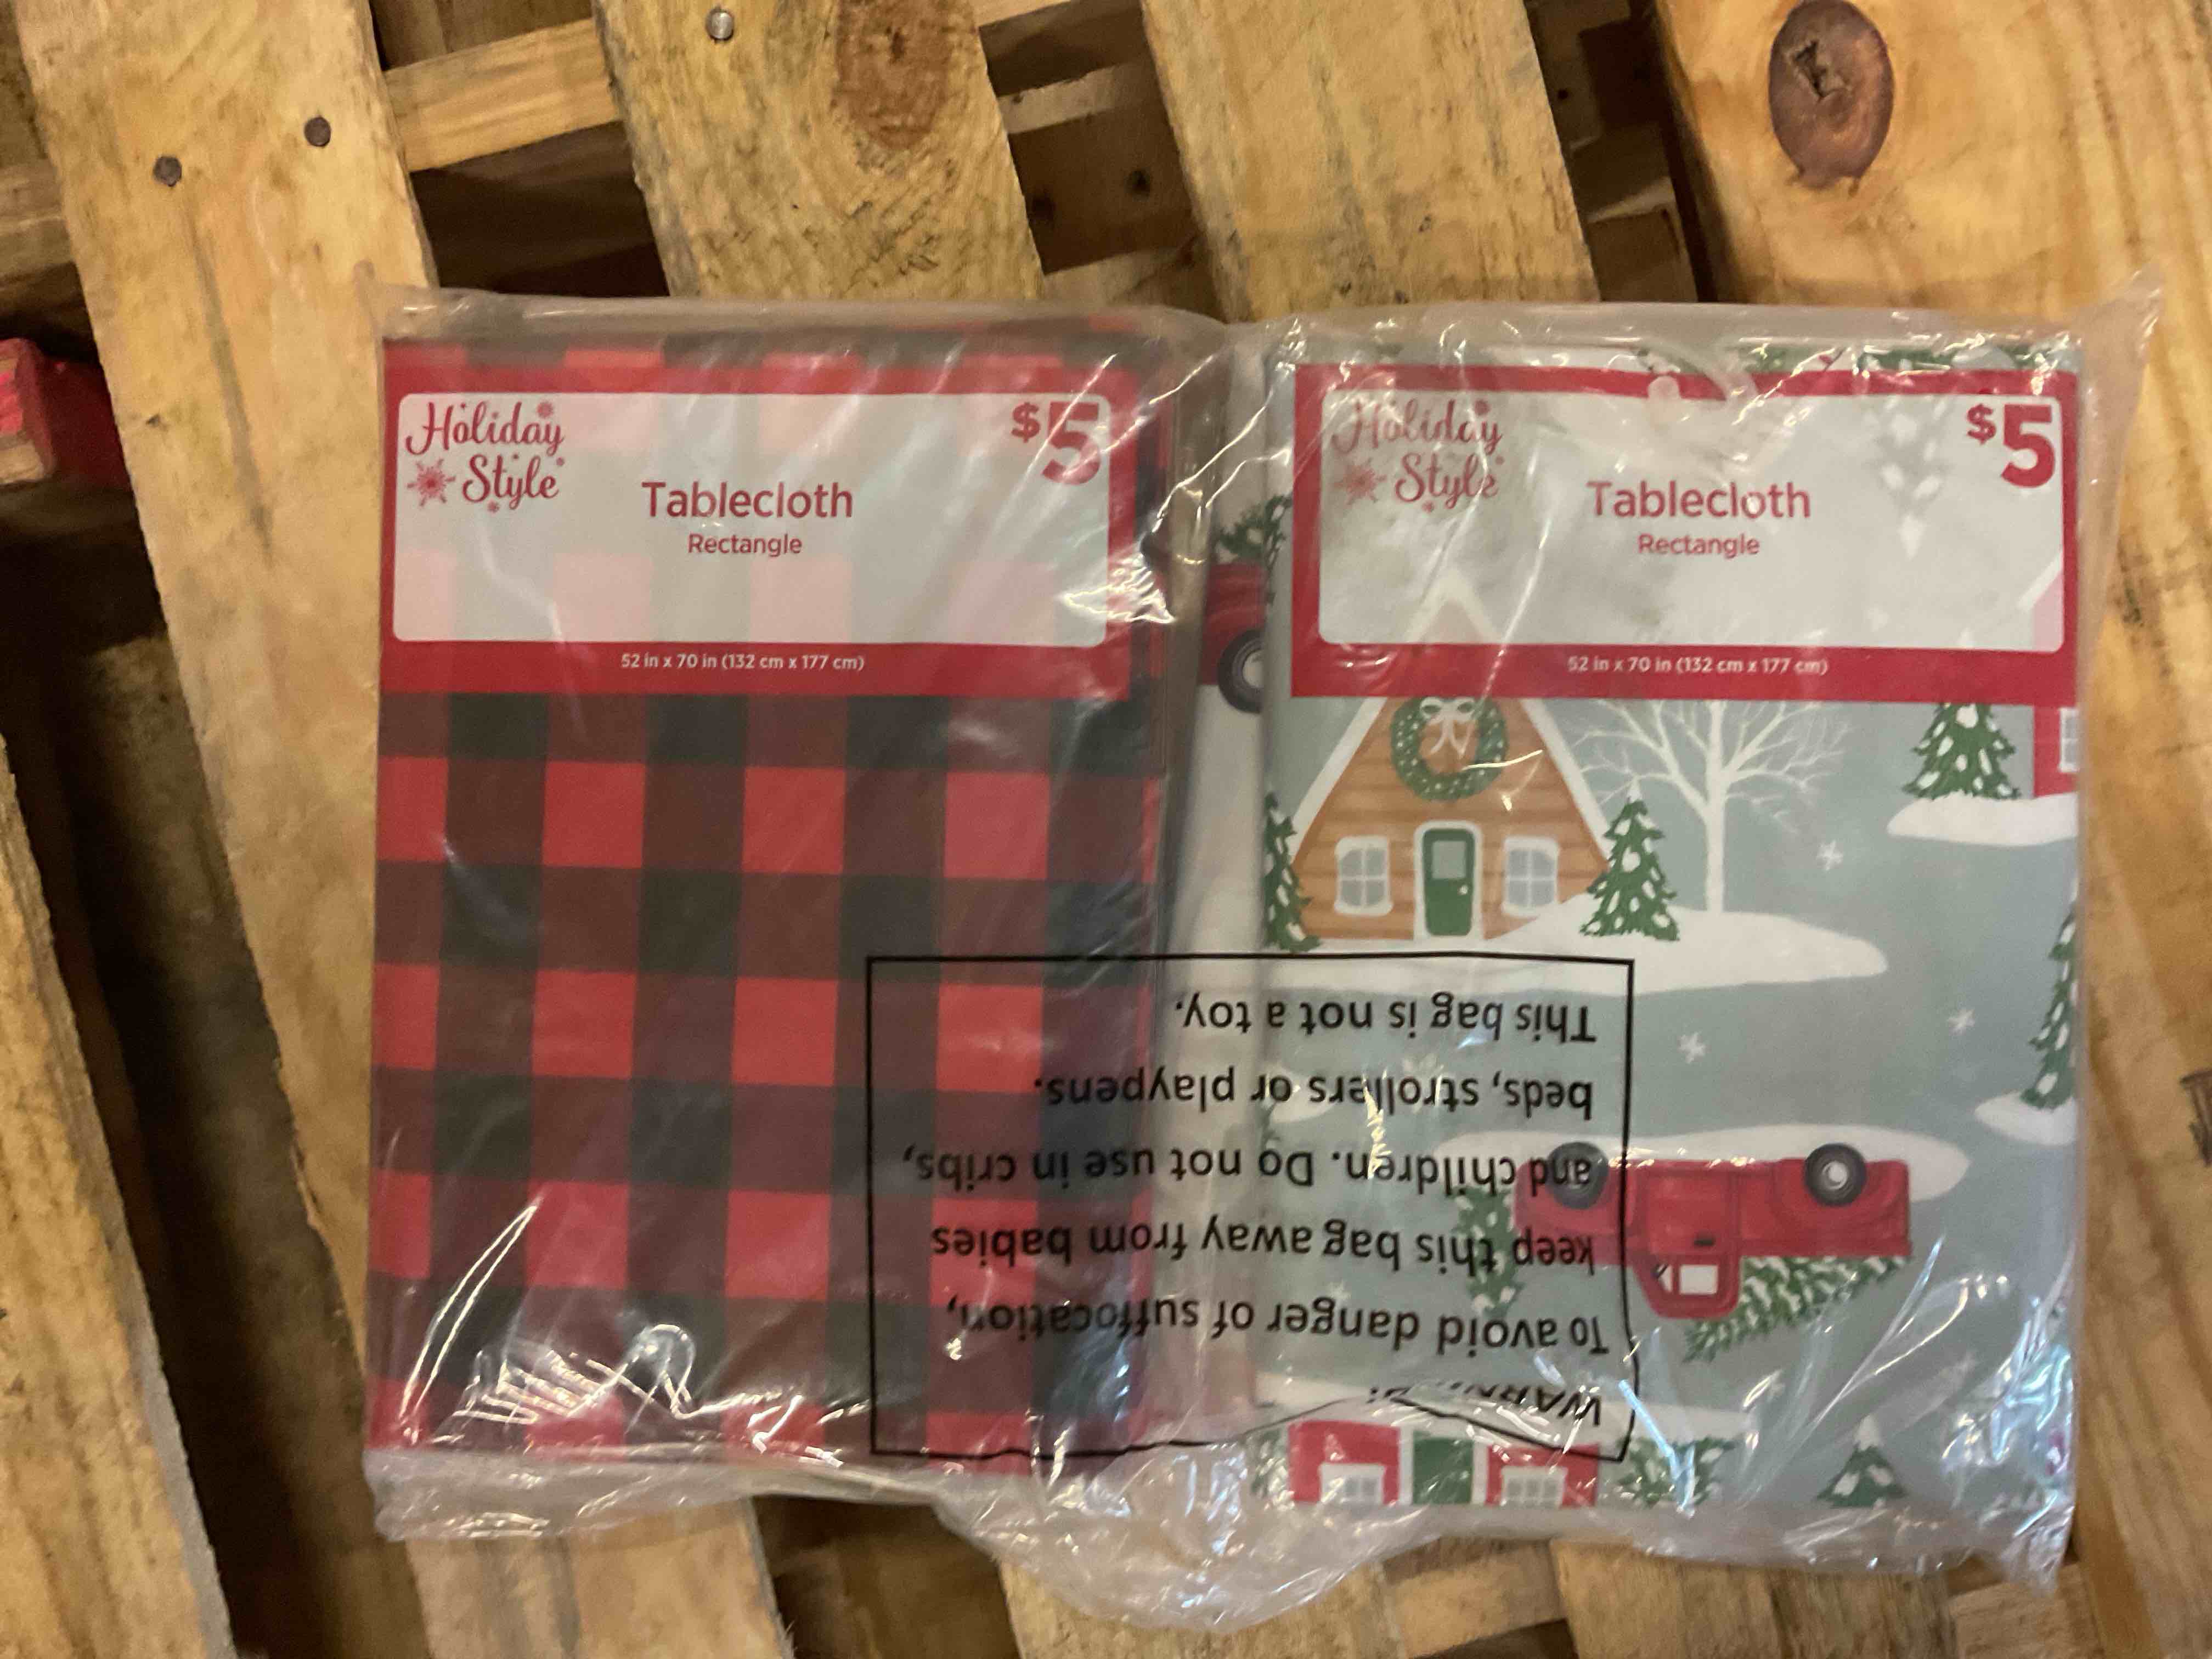 Holiday
Style
$5
Tablecloth
Rectangle
52 in x 70 in (132 cm x 177 cm)
Holiday
Style
$5
Tablecloth
Rectangle
52 in x 70 in (132 cm x 177 cm)
To avoid danger of suffocation,
keep this bag away from babies
and children. Do not use in cribs,
beds, strollers or playpens.
This bag is not a toy.